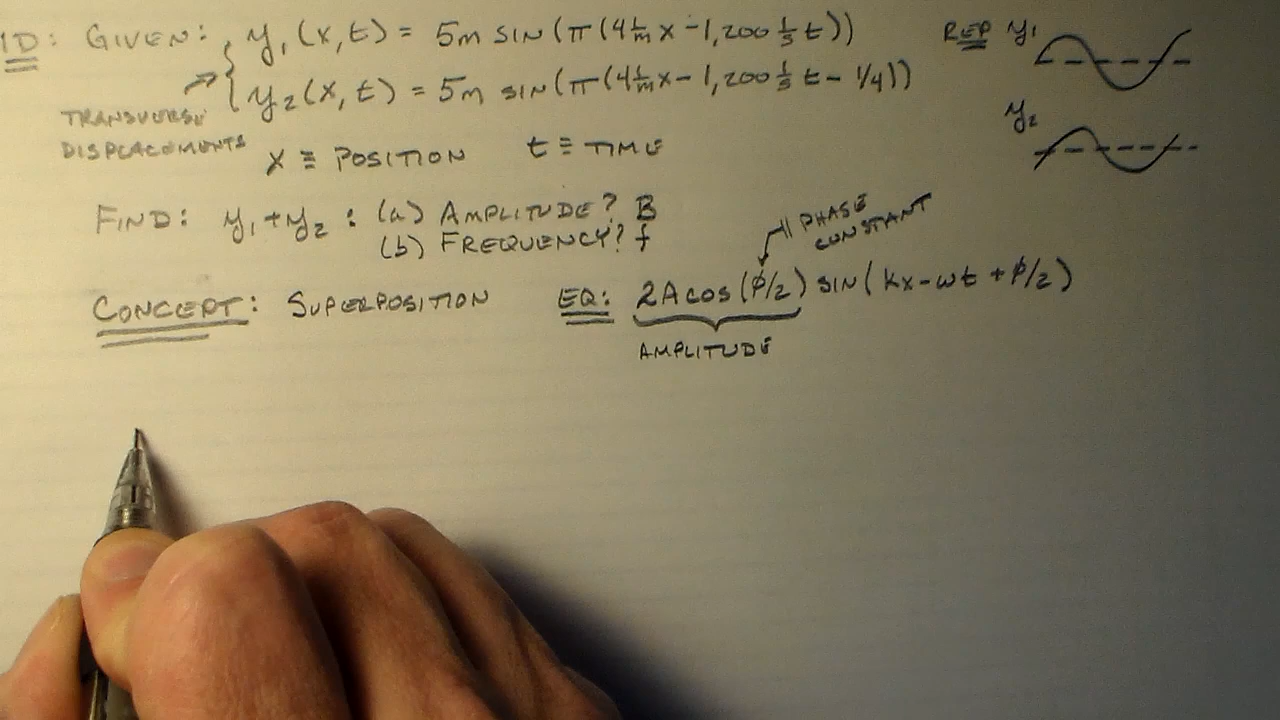 ID: GIVEN: y₁(x,t) = 5m SIN(π(4 1/m x - 1,200 1/s t))
y₂(x,t) = 5m SIN(π(4 1/m x - 1,200 1/s t - 1/4))
TRANSVERSE
DISPLACEMENTS
x ≡ POSITION t ≡ TIME
REP y₁
y₂
FIND: y₁+y₂ : (a) AMPLITUDE? B
(b) FREQUENCY? f
PHASE
CONSTANT
CONCEPT: SUPERPOSITION EQ: 2A COS(ϕ/2) SIN(kx-ωt+ϕ/2)
AMPLITUDE